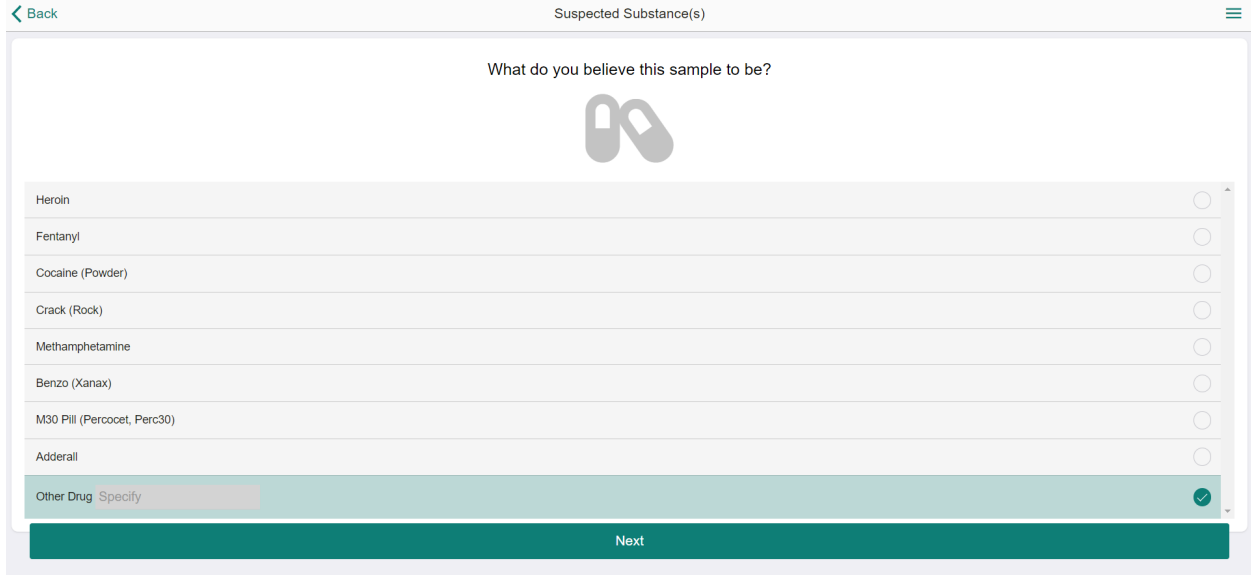 Back
Suspected Substance(s)
What do you believe this sample to be?
Heroin
Fentanyl
Cocaine (Powder)
Crack (Rock)
Methamphetamine
Benzo (Xanax)
M30 Pill (Percocet, Perc30)
Adderall
Other Drug Specify
Next